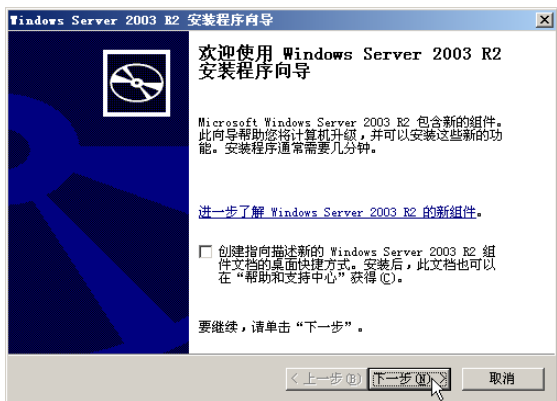 Windows Server 2003 R2 安装程序向导
欢迎使用 Windows Server 2003 R2
安装程序向导
Microsoft Windows Server 2003 R2 包含新的组件。
此向导帮助您将计算机升级，并可以安装这些新的功
能。安装程序通常需要几分钟。
进一步了解 Windows Server 2003 R2 的新组件。
创建指向描述新的 Windows Server 2003 R2 组
件文档的桌面快捷方式。安装后，此文档也可以
在“帮助和支持中心”获得(C)。
要继续，请单击“下一步”。
< 上一步(B) 下一步(N) > 取消